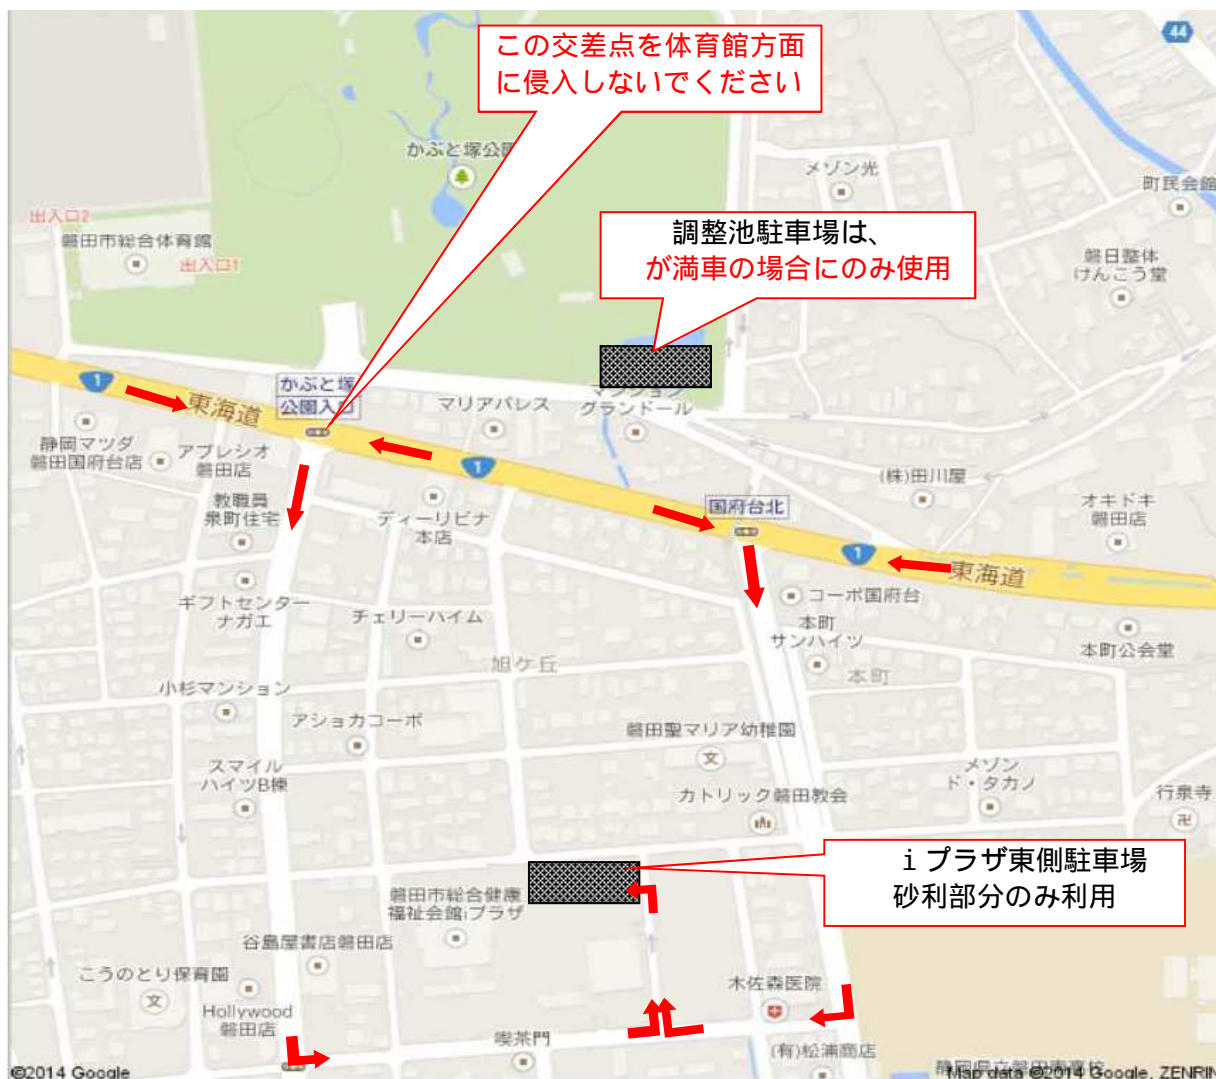 この交差点を体育館方面
に侵入しないでください
44
かぶと塚公園
メゾン光
町民会館
出入口2
磐田市総合体育館
出入口1
調整池駐車場は、
が満車の場合にのみ使用
磐日整体
けんこう堂
1
東海道
かぶと塚
公園入口
マリアパレス
マンション
グランドール
静岡マツダ
磐田国府台店
アプレシオ
磐田店
1
(株)田川屋
教職員
泉町住宅
ディーリビナ
本店
国府台北
オキドキ
磐田店
1
東海道
ギフトセンター
ナガエ
チェリーハイム
コーポ国府台
本町
サンハイツ
本町公会堂
旭ケ丘
本町
小杉マンション
アショカコーポ
磐田聖マリア幼稚園
スマイル
ハイツB棟
メゾン
ド・タカノ
カトリック磐田教会
行泉寺
iプラザ東側駐車場
砂利部分のみ利用
磐田市総合健康
福祉会館iプラザ
谷島屋書店磐田店
こうのとり保育園
木佐森医院
Hollywood
磐田店
喫茶門
(有)松浦商店
静岡県立磐田南高校
©2014 Google
Map data ©2014 Google, ZENRIN